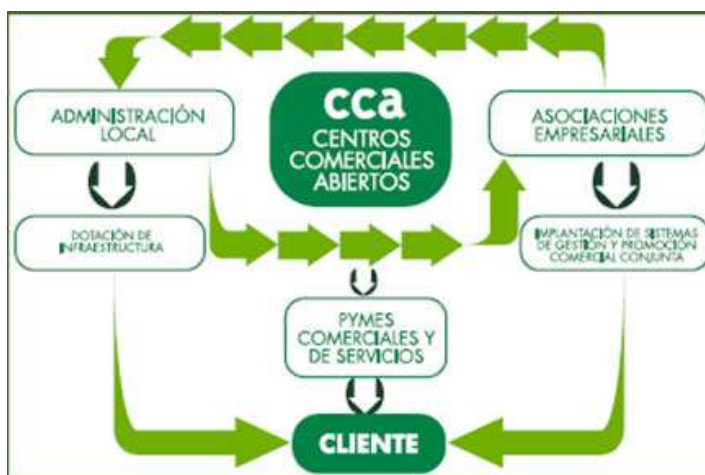 cca
CENTROS
COMERCIALES
ABIERTOS
ADMINISTRACIÓN
LOCAL
ASOCIACIONES
EMPRESARIALES
DOTACIÓN DE
INFRAESTRUCTURA
IMPLANTACIÓN DE SISTEMAS
DE GESTIÓN Y PROMOCIÓN
COMERCIAL CONJUNTA
PYMES
COMERCIALES Y
DE SERVICIOS
CLIENTE